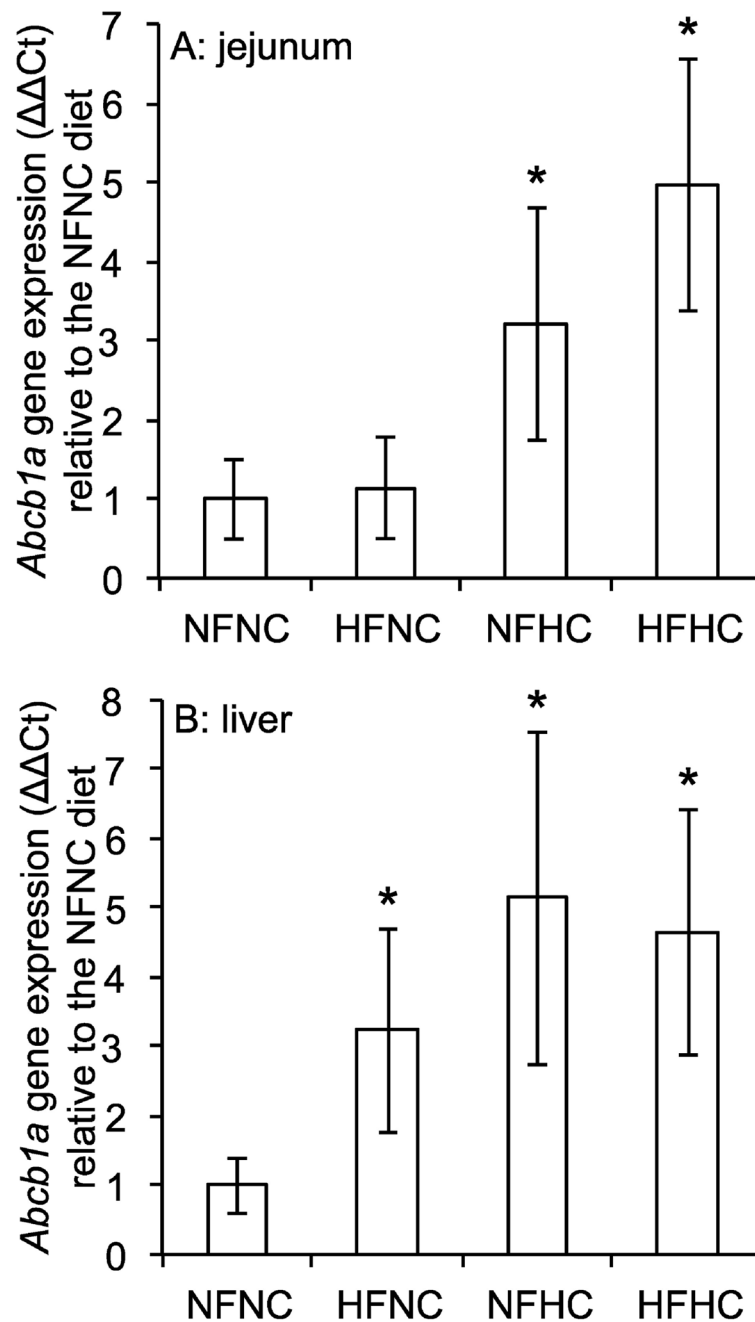 A: jejunum
Abcb1a gene expression (ΔΔCt)
relative to the NFNC diet
7
6
5
4
3
2
1
0
*
*
NFNC HFNC NFHC HFHC
B: liver
Abcb1a gene expression (ΔΔCt)
relative to the NFNC diet
8
7
6
5
4
3
2
1
0
*
*
*
NFNC HFNC NFHC HFHC